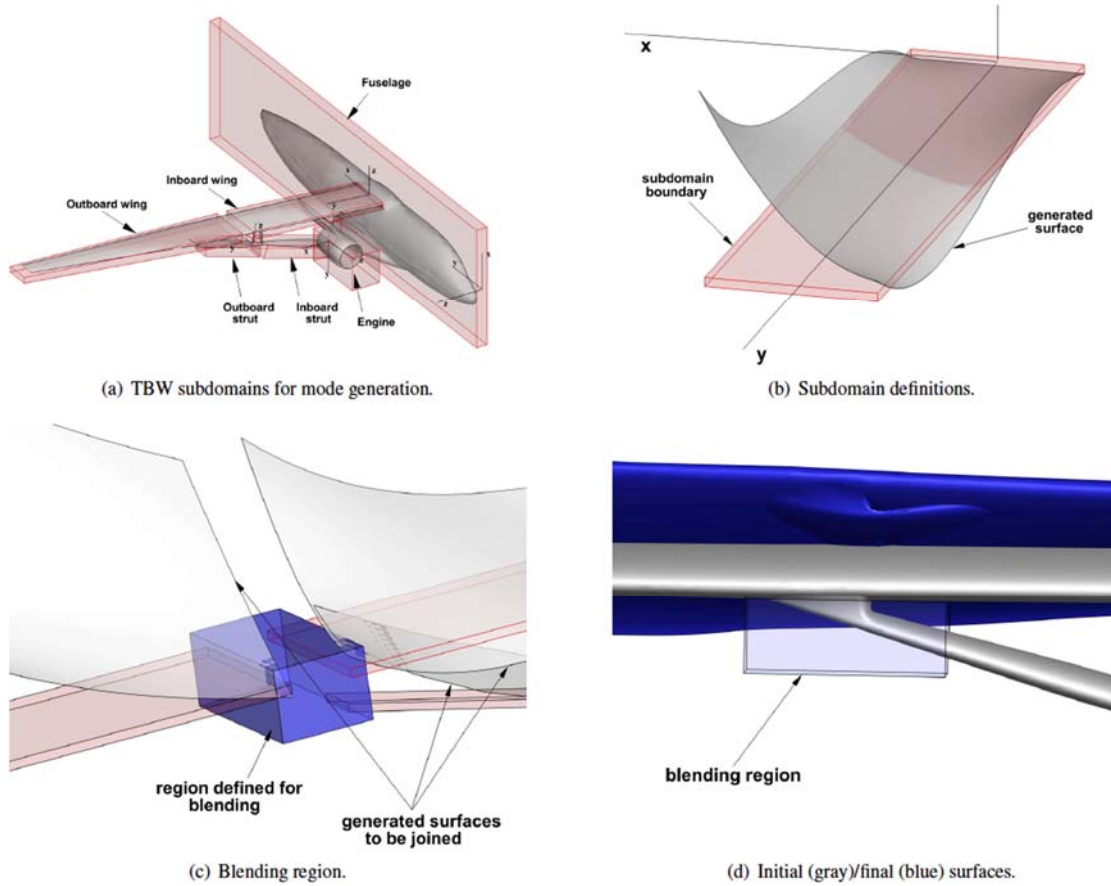 Fuselage
Inboard wing
Outboard wing
Outboard
strut
Inboard
strut
Engine
(a) TBW subdomains for mode generation.
x
subdomain
boundary
generated
surface
y
(b) Subdomain definitions.
region defined for
blending
generated surfaces
to be joined
(c) Blending region.
blending region
(d) Initial (gray)/final (blue) surfaces.